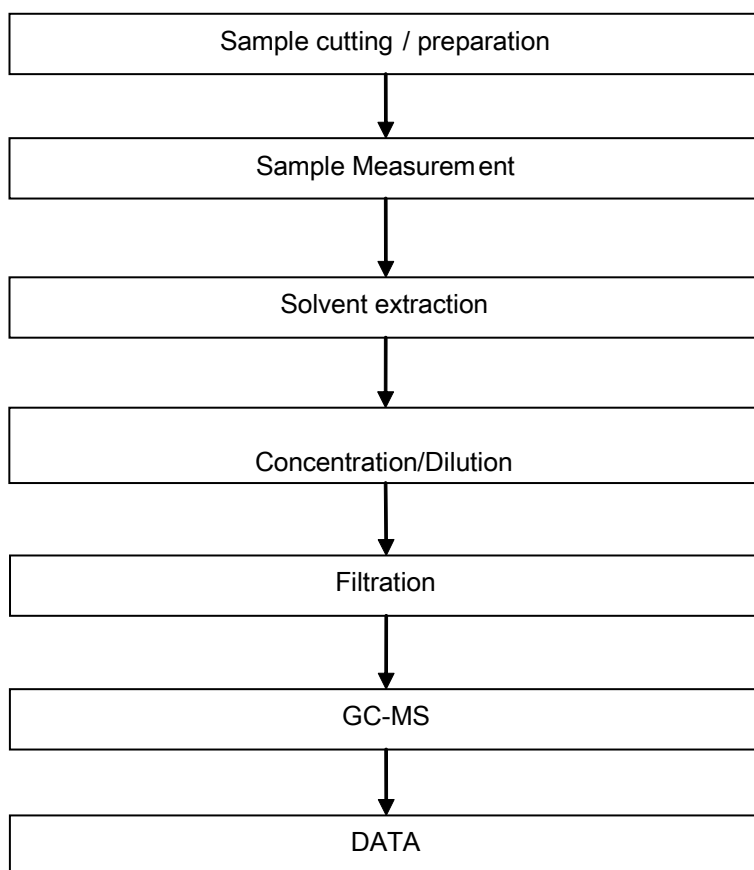 Sample cutting / preparation
Sample Measurement
Solvent extraction
Concentration/Dilution
Filtration
GC-MS
DATA